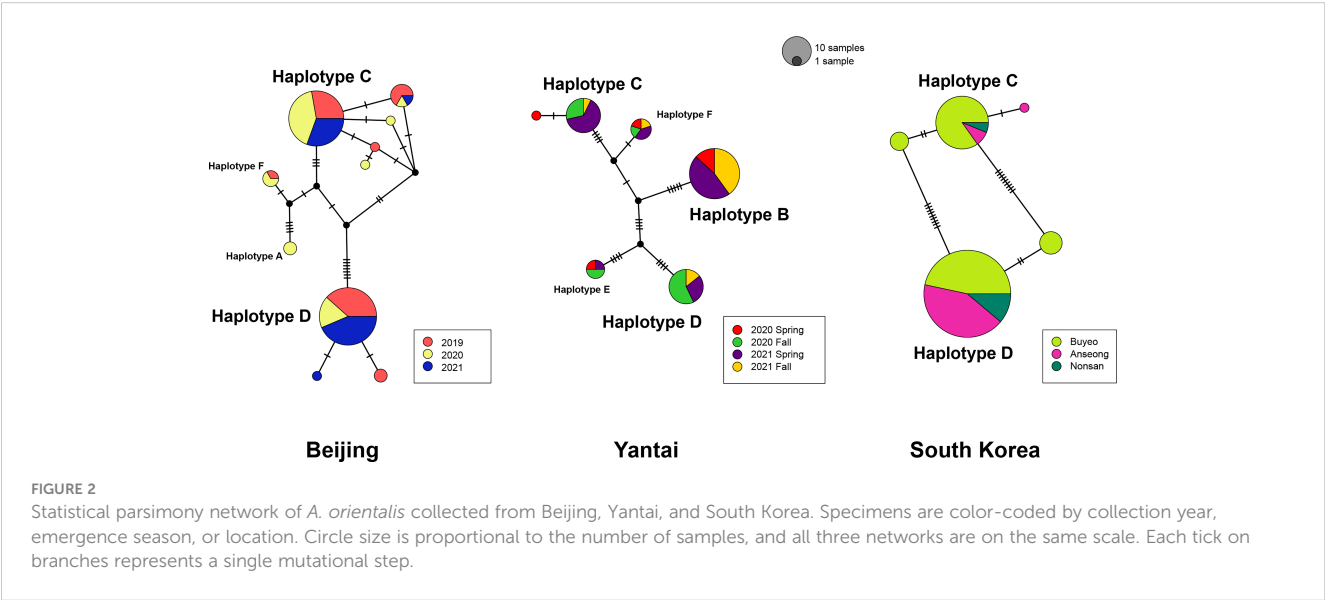 10 samples
1 sample
Haplotype C
Haplotype F
Haplotype A
Haplotype D
2019
2020
2021
Beijing
Haplotype C
Haplotype F
Haplotype B
Haplotype E
Haplotype D
2020 Spring
2020 Fall
2021 Spring
2021 Fall
Yantai
Haplotype C
Haplotype D
Buyeo
Anseong
Nonsan
South Korea
FIGURE 2
Statistical parsimony network of A. orientalis collected from Beijing, Yantai, and South Korea. Specimens are color-coded by collection year,
emergence season, or location. Circle size is proportional to the number of samples, and all three networks are on the same scale. Each tick on
branches represents a single mutational step.